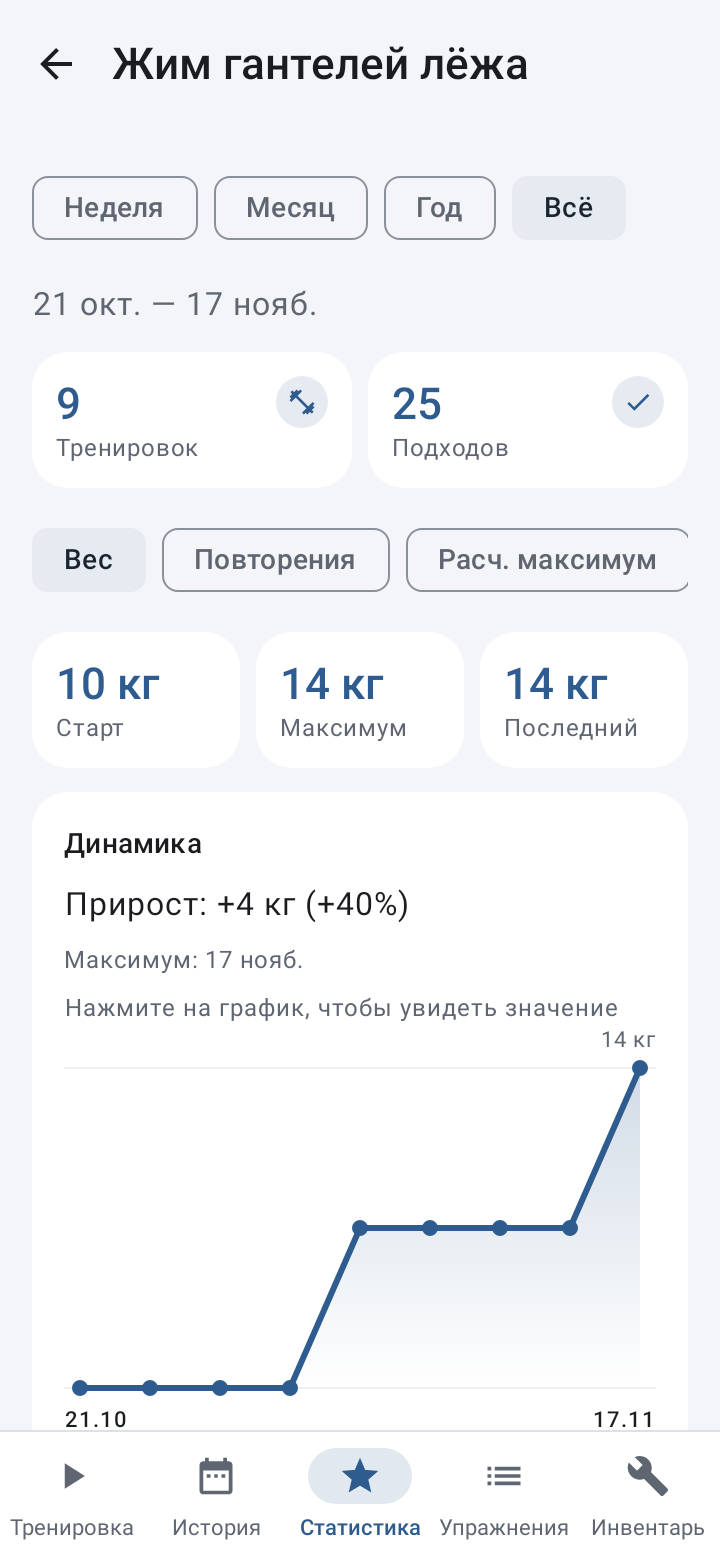 Жим гантелей лёжа
Неделя Месяц Год Всё
21 окт. — 17 нояб.
9 25
Тренировок Подходов
Вес Повторения Расч. максимум
10 кг 14 кг 14 кг
Старт Максимум Последний
Динамика
Прирост: +4 кг (+40%)
Максимум: 17 нояб.
Нажмите на график, чтобы увидеть значение
14 кг
21.10 17.11
Тренировка История Статистика Упражнения Инвентарь